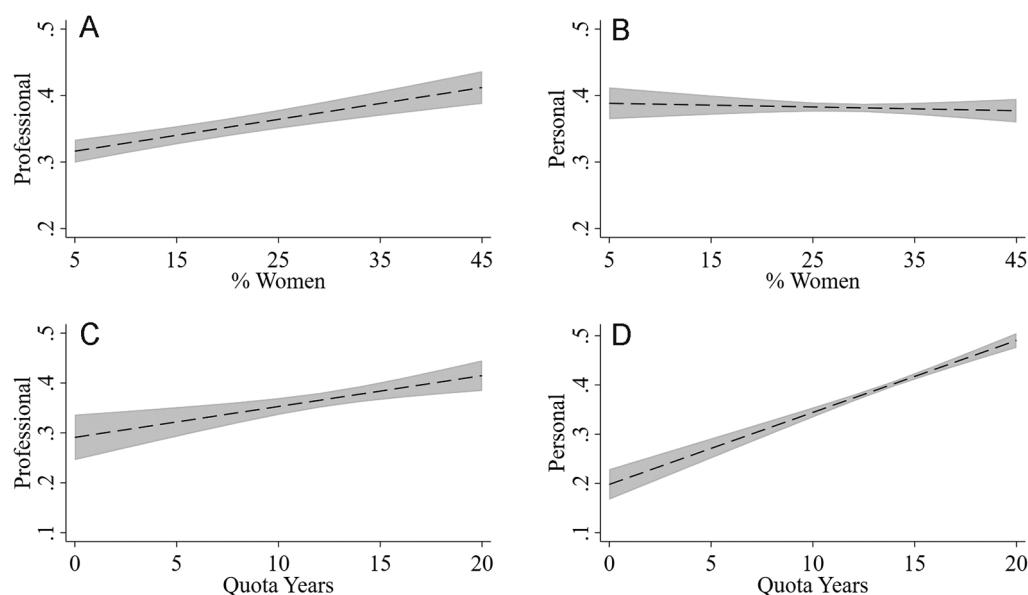 A
Professional
.5
.4
.3
.2
5 15 25 35 45
% Women
B
Personal
.5
.4
.3
.2
5 15 25 35 45
% Women
C
Professional
.5
.4
.3
.2
.1
0 5 10 15 20
Quota Years
D
Personal
.5
.4
.3
.2
.1
0 5 10 15 20
Quota Years